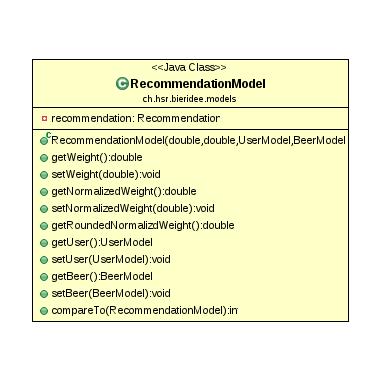 <<Java Class>>
RecommendationModel
ch.hsr.bieridee.models
recommendation: Recommendation
RecommendationModel(double,double,UserModel,BeerModel
getWeight():double
setWeight(double):void
getNormalizedWeight():double
setNormalizedWeight(double):void
getRoundedNormalizdWeight():double
getUser():UserModel
setUser(UserModel):void
getBeer():BeerModel
setBeer(BeerModel):void
compareTo(RecommendationModel):in